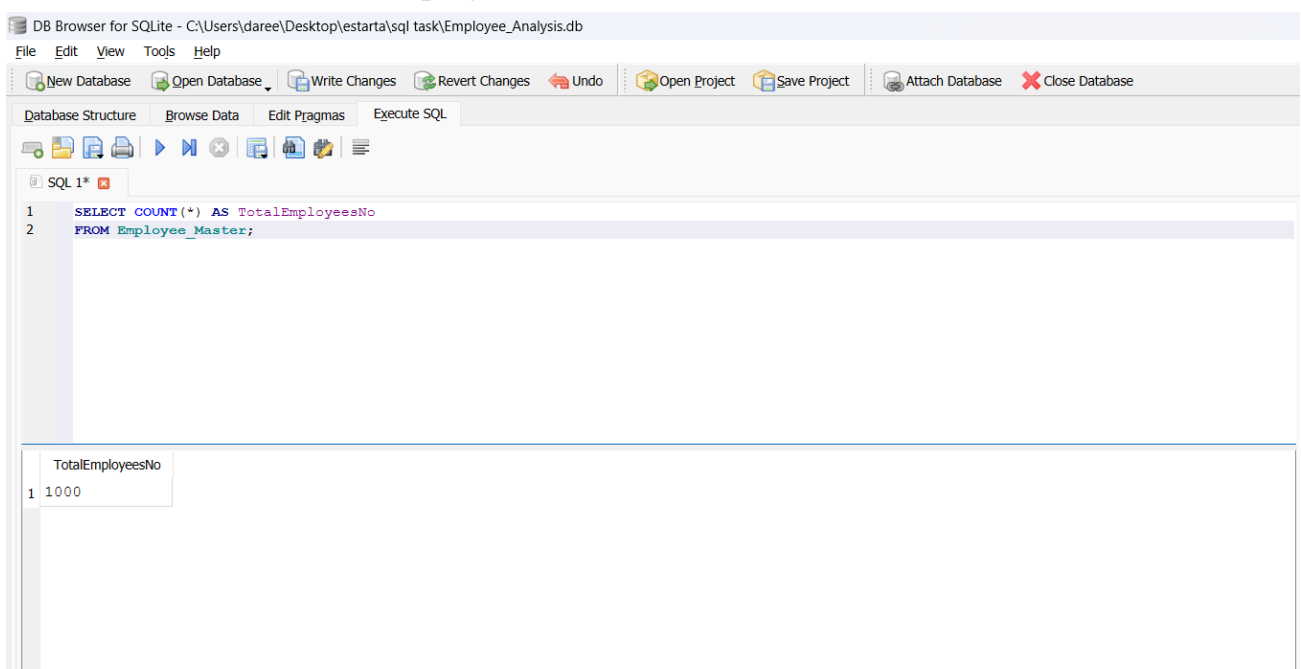 DB Browser for SQLite - C:\Users\daree\Desktop\estarta\sql task\Employee_Analysis.db
File Edit View Tools Help
New Database Open Database Write Changes Revert Changes Undo Open Project Save Project Attach Database Close Database
Database Structure Browse Data Edit Pragmas Execute SQL
SQL 1*
1 SELECT COUNT(*) AS TotalEmployeesNo
2 FROM Employee_Master;
TotalEmployeesNo
1 1000